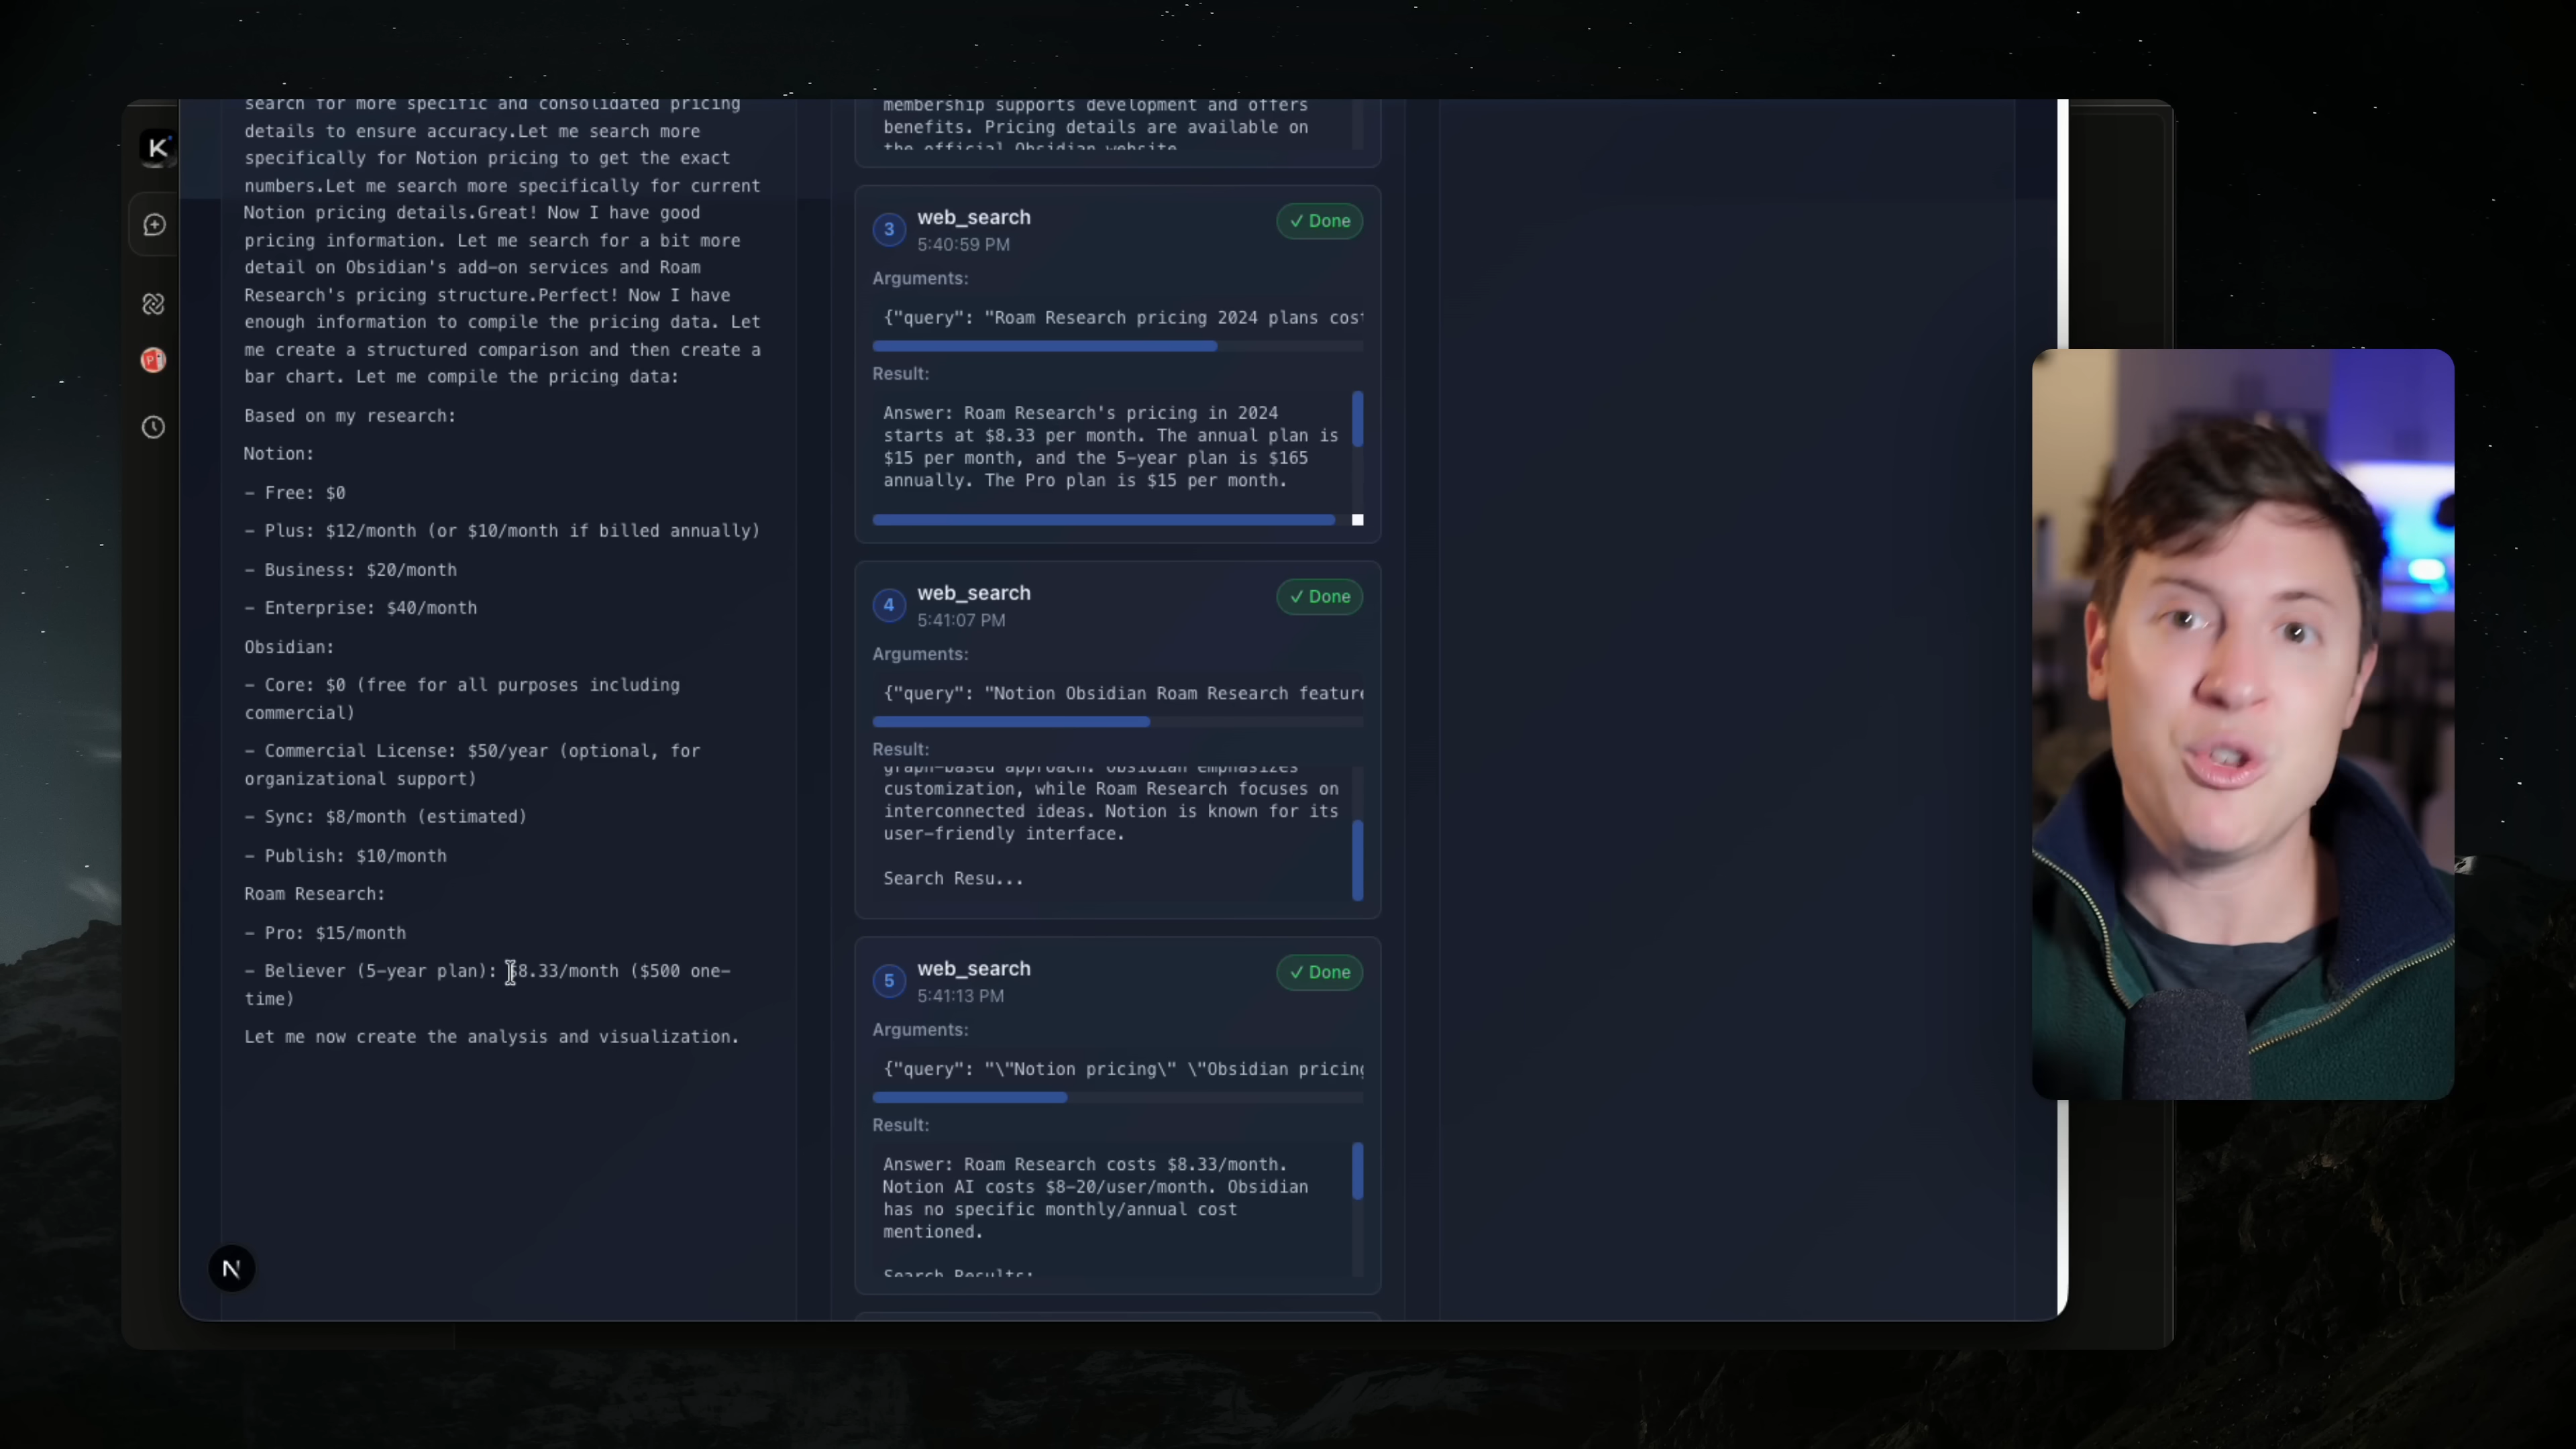 search for more specific and consolidated pricing
details to ensure accuracy.Let me search more
specifically for Notion pricing to get the exact
numbers.Let me search more specifically for current
Notion pricing details.Great! Now I have good
pricing information. Let me search for a bit more
detail on Obsidian's add-on services and Roam
Research's pricing structure.Perfect! Now I have
enough information to compile the pricing data. Let
me create a structured comparison and then create a
bar chart. Let me compile the pricing data:
Based on my research:
Notion:
– Free: $0
– Plus: $12/month (or $10/month if billed annually)
– Business: $20/month
– Enterprise: $40/month
Obsidian:
– Core: $0 (free for all purposes including
commercial)
– Commercial License: $50/year (optional, for
organizational support)
– Sync: $8/month (estimated)
– Publish: $10/month
Roam Research:
– Pro: $15/month
– Believer (5-year plan): $8.33/month ($500 one-
time)
Let me now create the analysis and visualization.
membership supports development and offers
benefits. Pricing details are available on
the official Obsidian website
3
web_search
✓ Done
5:40:59 PM
Arguments:
{"query": "Roam Research pricing 2024 plans cost
Result:
Answer: Roam Research's pricing in 2024
starts at $8.33 per month. The annual plan is
$15 per month, and the 5-year plan is $165
annually. The Pro plan is $15 per month.
4
web_search
✓ Done
5:41:07 PM
Arguments:
{"query": "Notion Obsidian Roam Research feature
Result:
graph-based approach. Obsidian emphasizes
customization, while Roam Research focuses on
interconnected ideas. Notion is known for its
user-friendly interface.
Search Resu...
5
web_search
✓ Done
5:41:13 PM
Arguments:
{"query": "\"Notion pricing\" \"Obsidian pricing
Result:
Answer: Roam Research costs $8.33/month.
Notion AI costs $8-20/user/month. Obsidian
has no specific monthly/annual cost
mentioned.
Search Results:
K
N